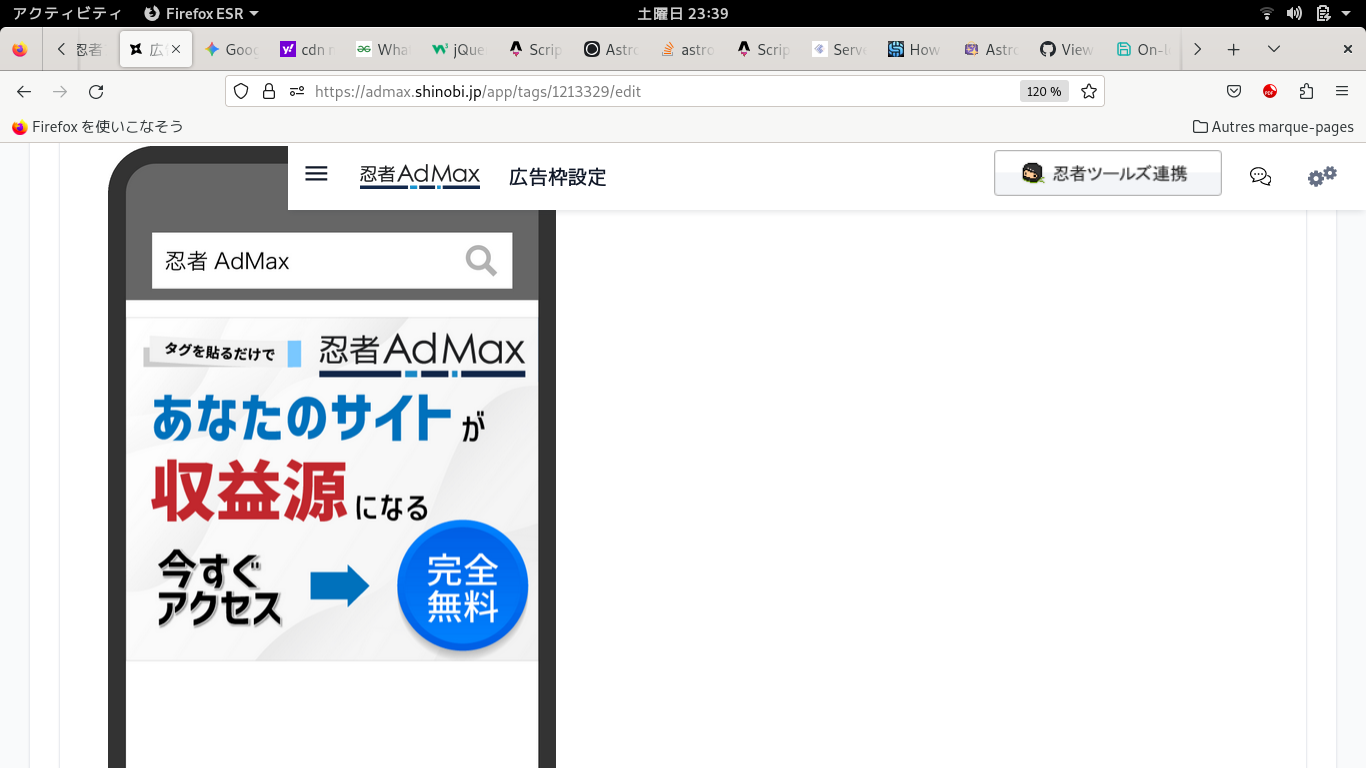 アクティビティ Firefox ESR 土曜日 23:39
忍者 広 Goog cdn Wha jQue Scrip Astro astro Scrip Serve How Astro View On-l
https://admax.shinobi.jp/app/tags/1213329/edit 120 %
Firefox を使いこなそう Autres marque-pages
忍者AdMax 広告枠設定 忍者ツールズ連携
忍者 AdMax
タグを貼るだけで 忍者AdMax
あなたのサイトが
収益源になる
今すぐ
アクセス
完全
無料